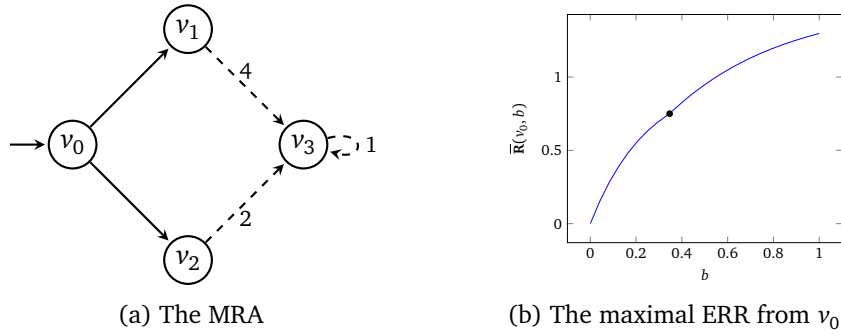 v₁
4
v₀
v₃
1
2
v₂
(a) The MRA
1
0.5
0
R̅(v₀, b)
0 0.2 0.4 0.6 0.8 1
b
(b) The maximal ERR from v₀